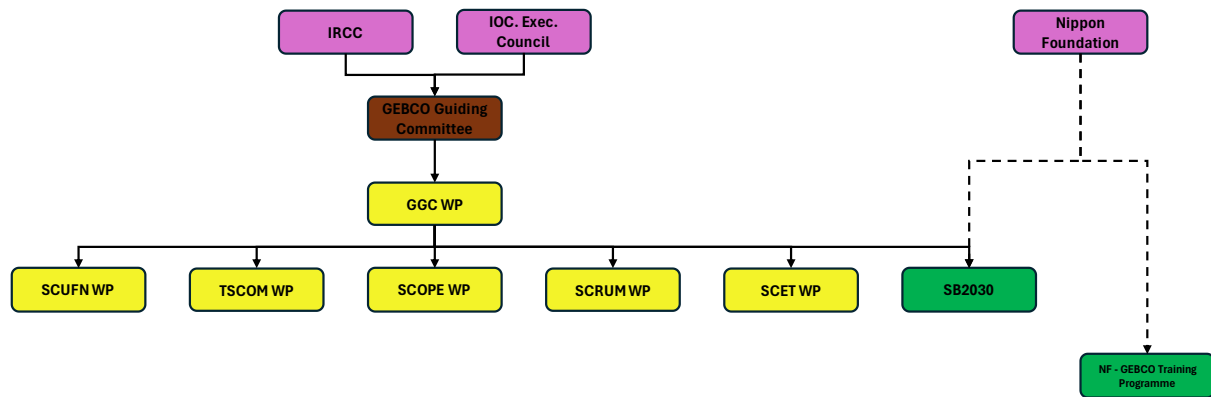 IRCC
IOC. Exec.
Council
Nippon
Foundation
GEBCO Guiding
Committee
GGC WP
SCUFN WP
TSCOM WP
SCOPE WP
SCRUM WP
SCET WP
SB2030
NF - GEBCO Training
Programme